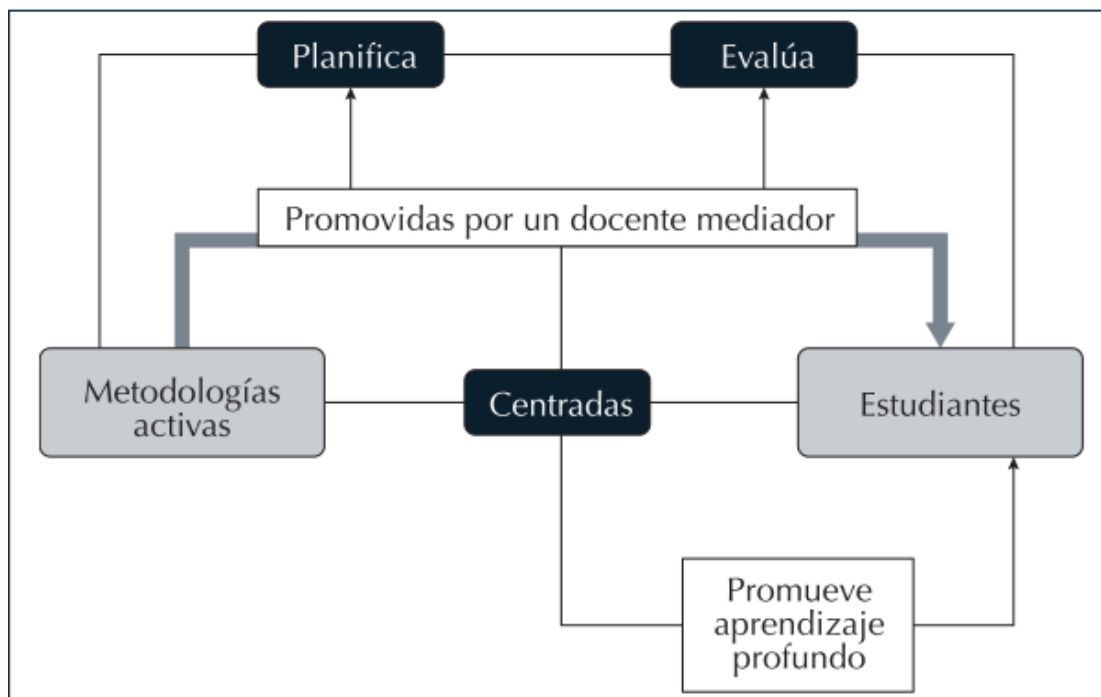 Planifica
Evalúa
Promovidas por un docente mediador
Metodologías
activas
Centradas
Estudiantes
Promueve
aprendizaje
profundo